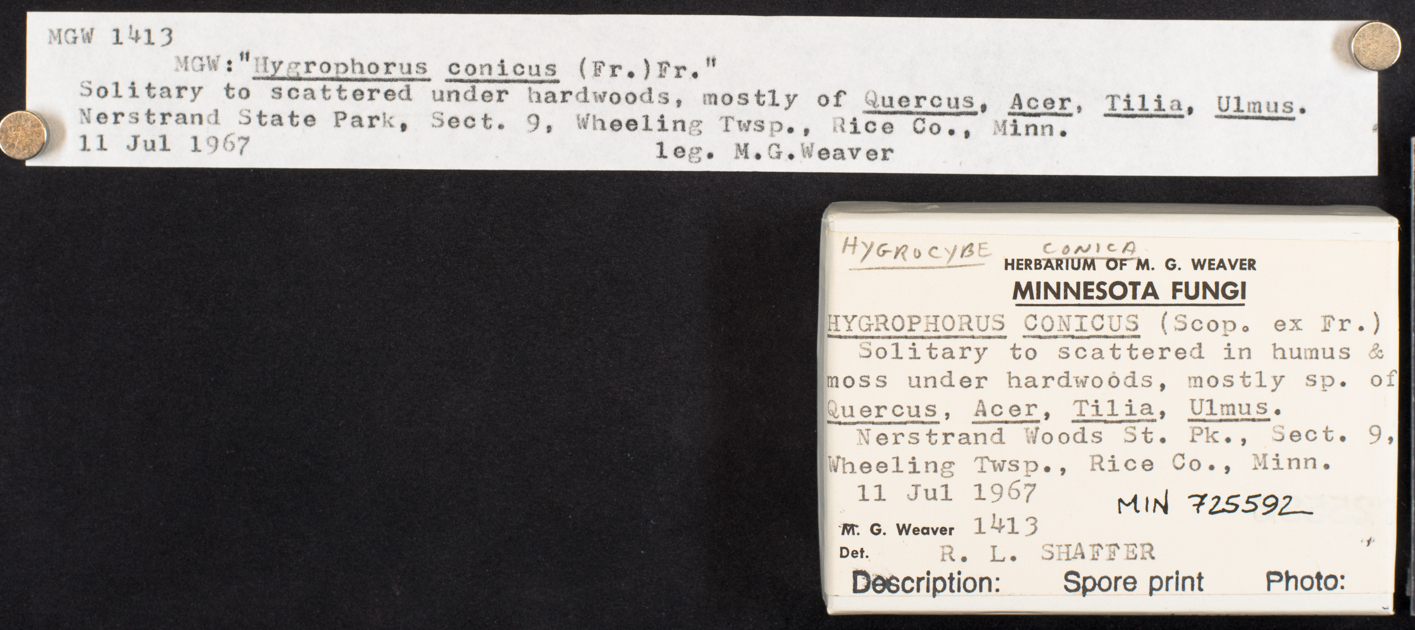 MGW 1413
MGW:"Hygrophorus conicus (Fr.)Fr."
Solitary to scattered under hardwoods, mostly of Quercus, Acer, Tilia, Ulmus.
Nerstrand State Park, Sect. 9, Wheeling Twsp., Rice Co., Minn.
11 Jul 1967 leg. M.G.Weaver
HYGROCYBE CONICA
HERBARIUM OF M. G. WEAVER
MINNESOTA FUNGI
HYGROPHORUS CONICUS (Scop. ex Fr.)
Solitary to scattered in humus &
moss under hardwoods, mostly sp. of
Quercus, Acer, Tilia, Ulmus.
Nerstrand Woods St. Pk., Sect. 9,
Wheeling Twsp., Rice Co., Minn.
11 Jul 1967
MIN 725592
M. G. Weaver 1413
Det. R. L. SHAFFER
Description: Spore print Photo: